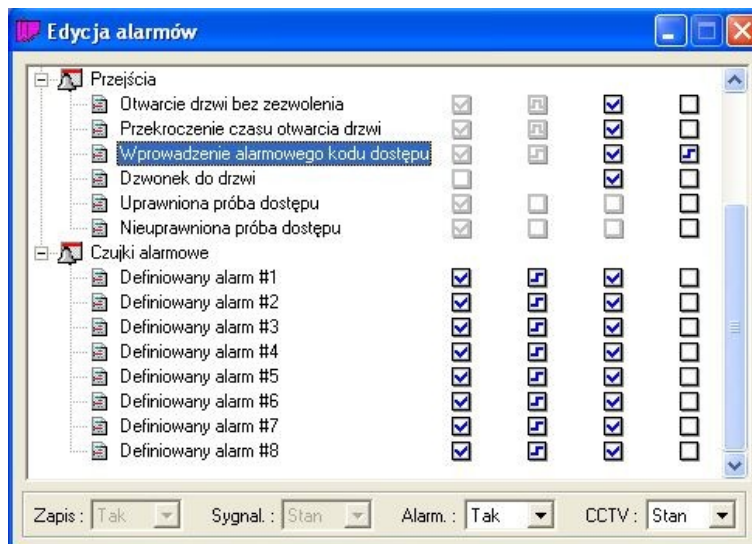 Edycja alarmów
Przejścia
Otwarcie drzwi bez zezwolenia
Przekroczenie czasu otwarcia drzwi
Wprowadzenie alarmowego kodu dostępu
Dzwonek do drzwi
Uprawniona próba dostępu
Nieuprawniona próba dostępu
Czujki alarmowe
Definiowany alarm #1
Definiowany alarm #2
Definiowany alarm #3
Definiowany alarm #4
Definiowany alarm #5
Definiowany alarm #6
Definiowany alarm #7
Definiowany alarm #8
Zapis : Tak Sygnal. : Stan Alarm. : Tak CCTV : Stan